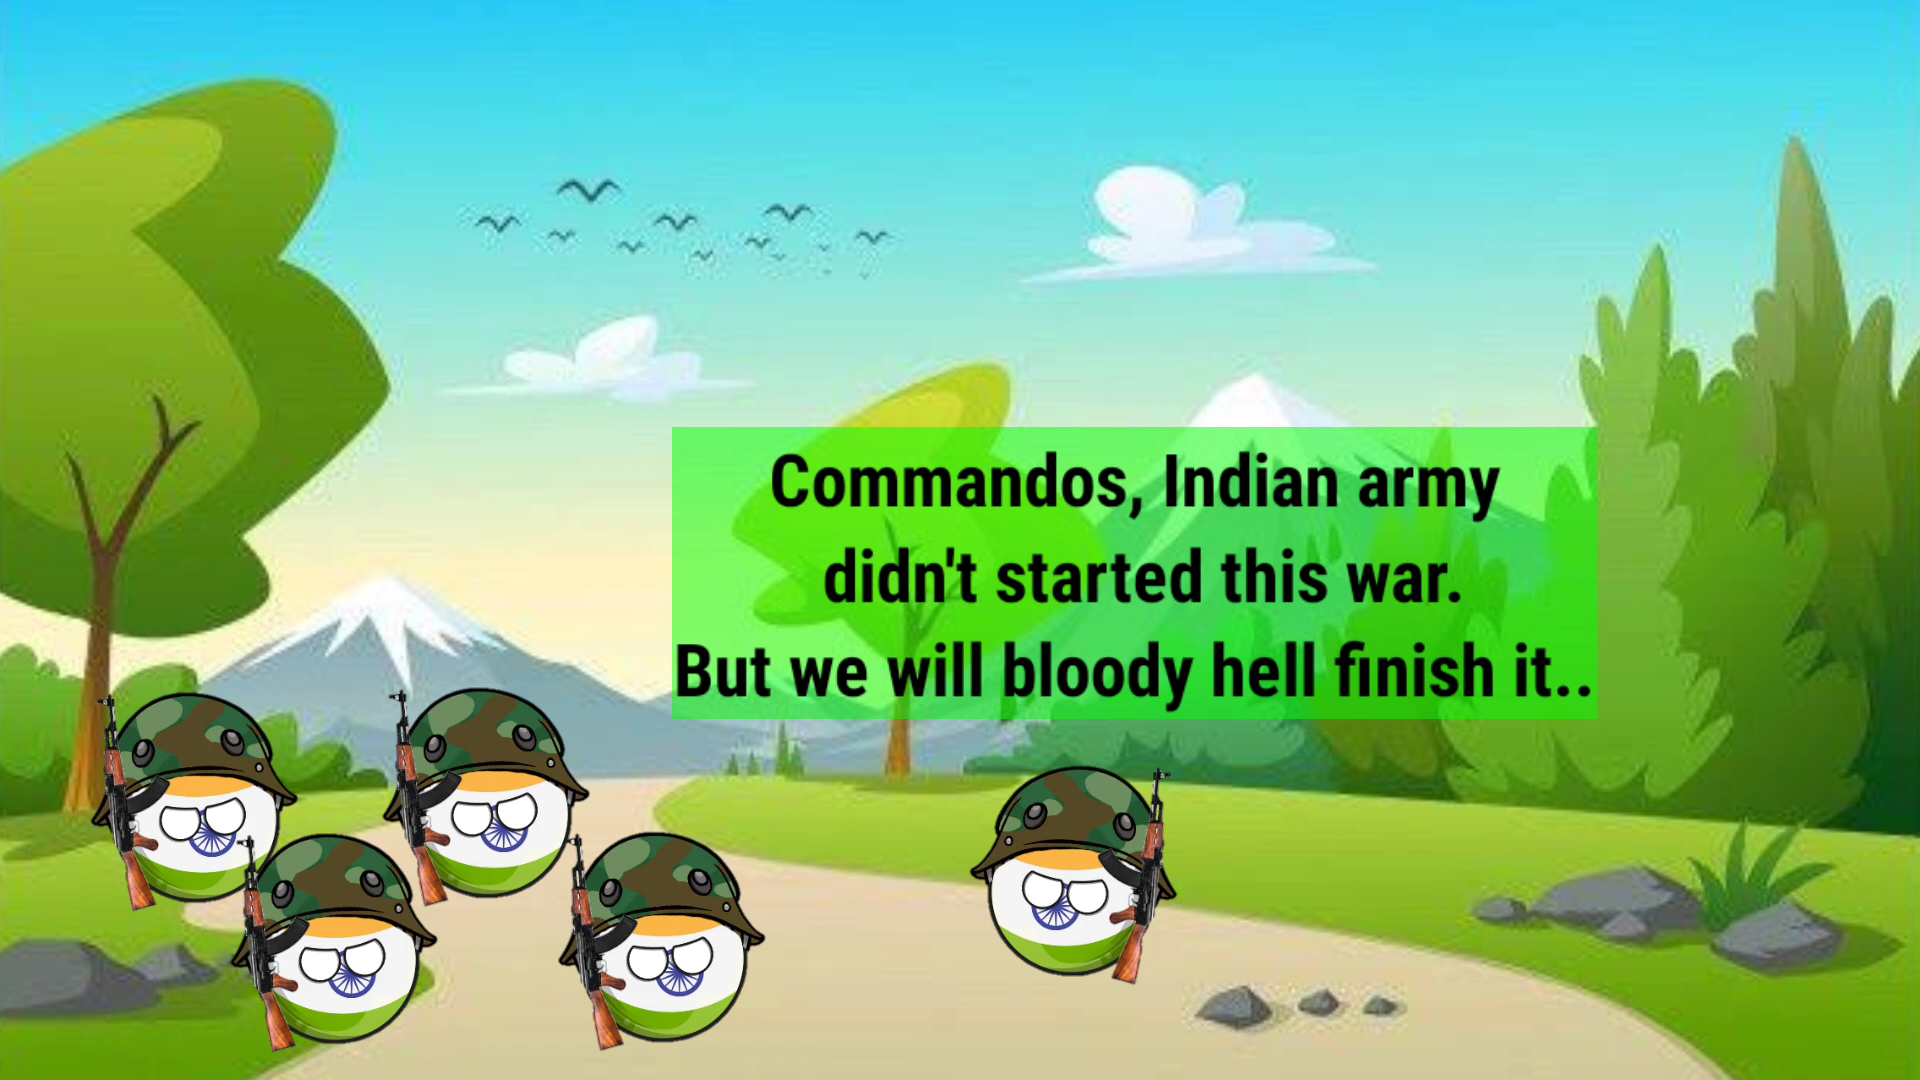 Commandos, Indian army
didn't started this war.
But we will bloody hell finish it..